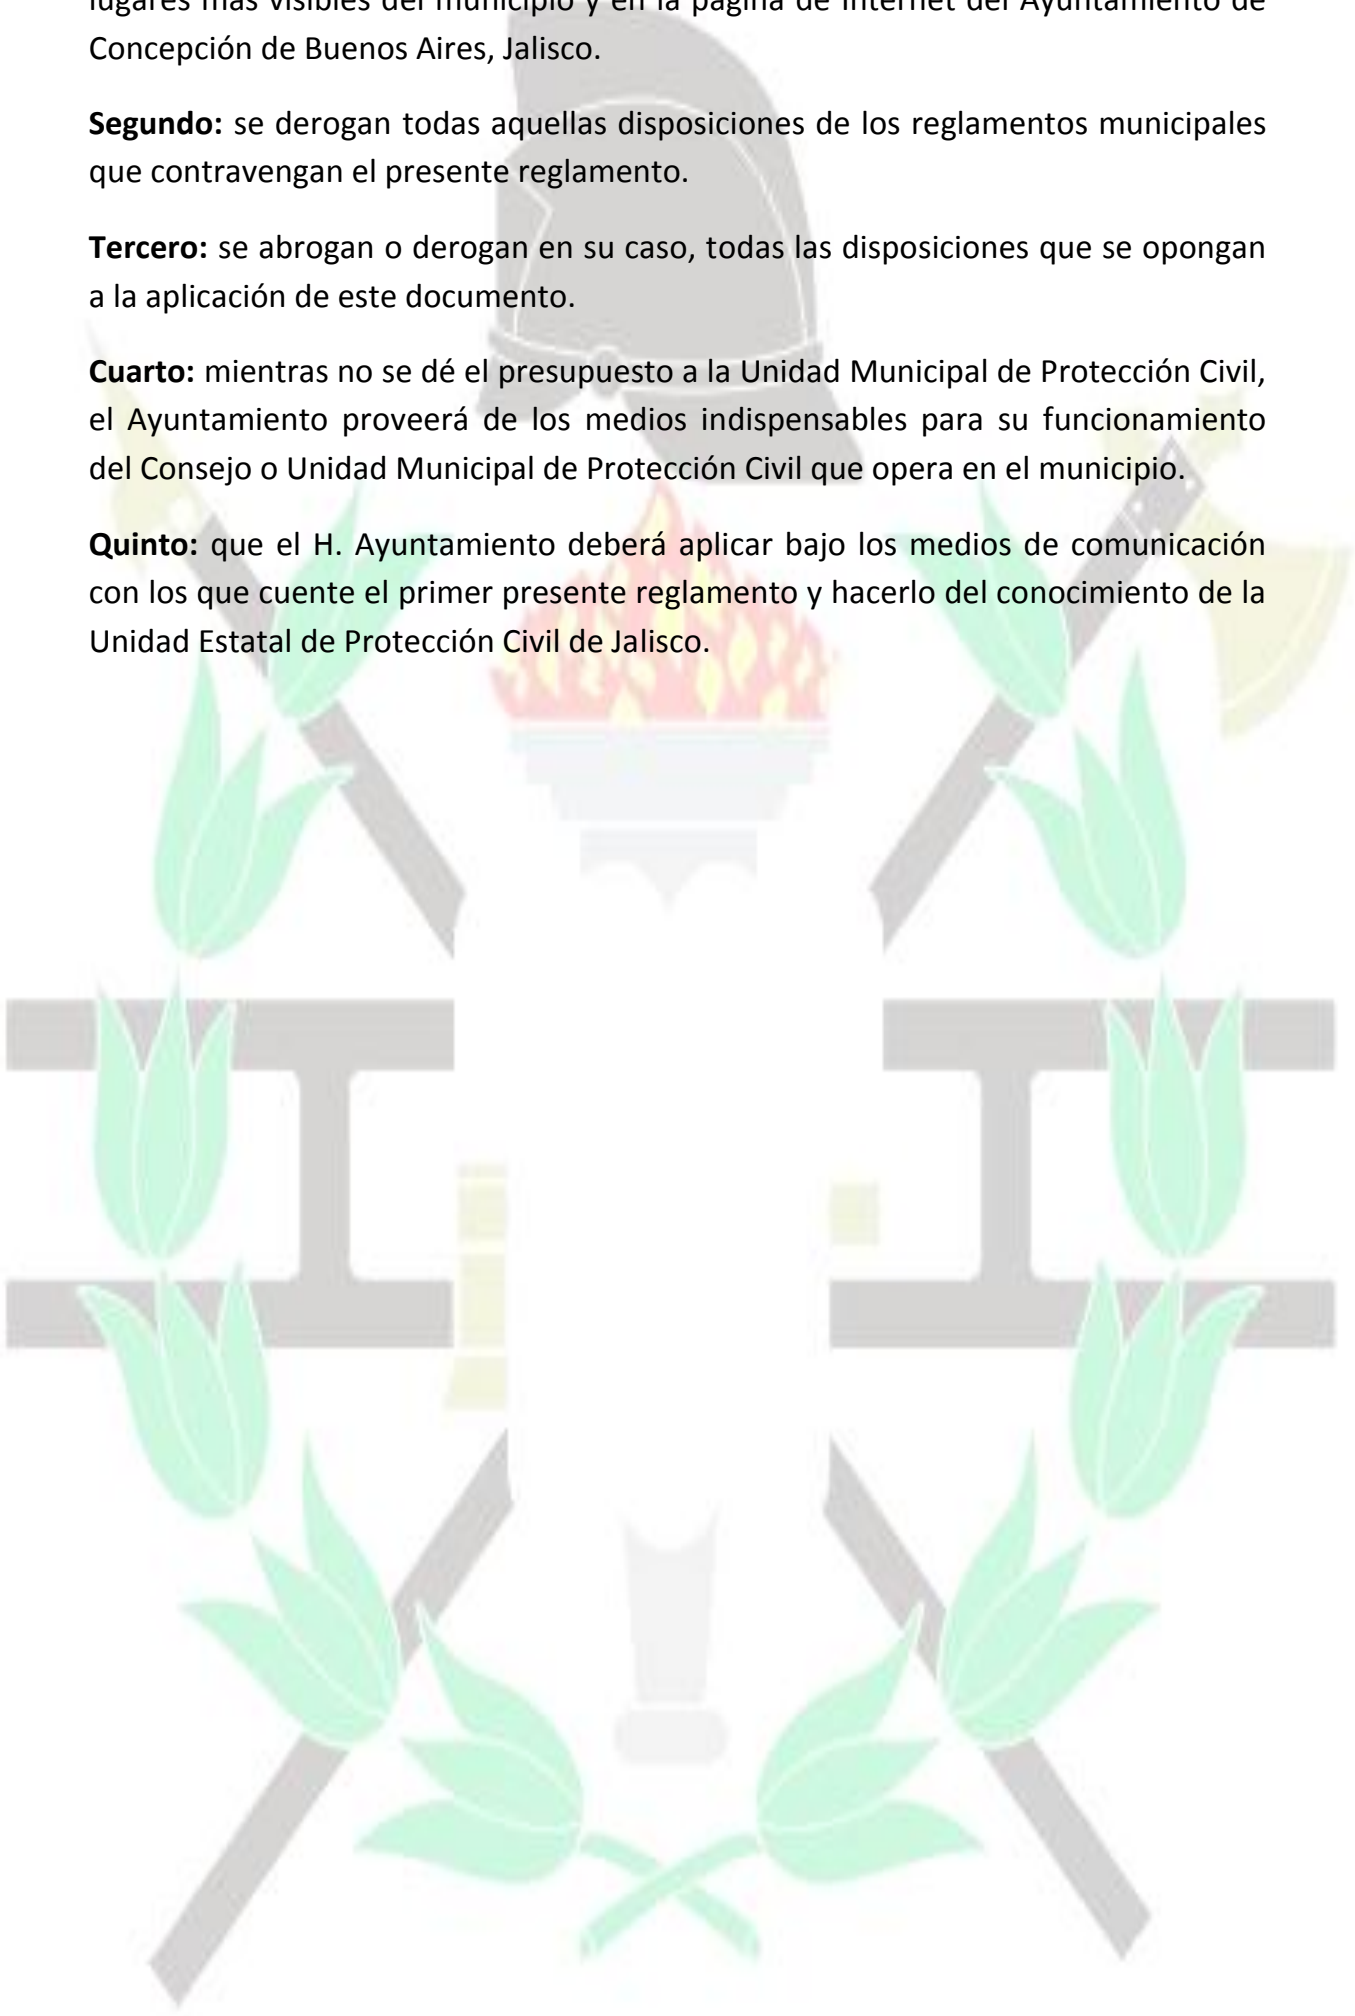 lugares más visibles del municipio y en la página de Internet del Ayuntamiento de
Concepción de Buenos Aires, Jalisco.
Segundo: se derogan todas aquellas disposiciones de los reglamentos municipales
que contravengan el presente reglamento.
Tercero: se abrogan o derogan en su caso, todas las disposiciones que se opongan
a la aplicación de este documento.
Cuarto: mientras no se dé el presupuesto a la Unidad Municipal de Protección Civil,
el Ayuntamiento proveerá de los medios indispensables para su funcionamiento
del Consejo o Unidad Municipal de Protección Civil que opera en el municipio.
Quinto: que el H. Ayuntamiento deberá aplicar bajo los medios de comunicación
con los que cuente el primer presente reglamento y hacerlo del conocimiento de la
Unidad Estatal de Protección Civil de Jalisco.